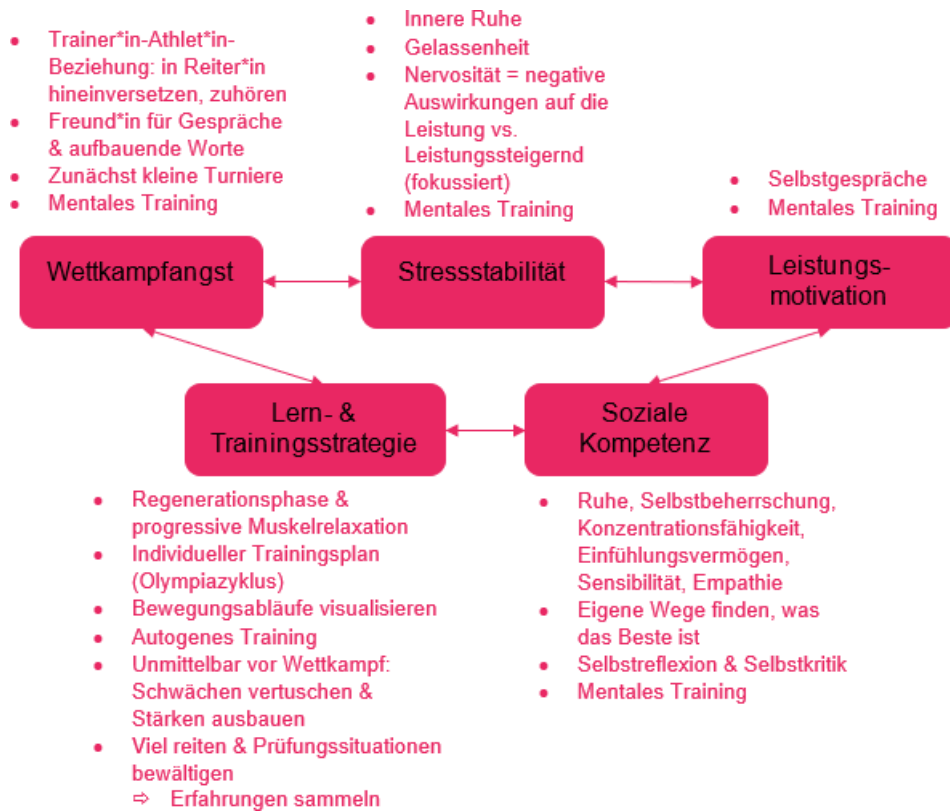 • Trainer*in-Athlet*in-
Beziehung: in Reiter*in
hineinversetzen, zuhören
• Freund*in für Gespräche
& aufbauende Worte
• Zunächst kleine Turniere
• Mentales Training
• Innere Ruhe
• Gelassenheit
• Nervosität = negative
Auswirkungen auf die
Leistung vs.
Leistungssteigernd
(fokussiert)
• Mentales Training
• Selbstgespräche
• Mentales Training
Wettkampfangst
Stressstabilität
Leistungs-
motivation
Lern- &
Trainingsstrategie
Soziale
Kompetenz
• Regenerationsphase &
progressive Muskelrelaxation
• Individueller Trainingsplan
(Olympiazyklus)
• Bewegungsabläufe visualisieren
• Autogenes Training
• Unmittelbar vor Wettkampf:
Schwächen vertuschen &
Stärken ausbauen
• Viel reiten & Prüfungssituationen
bewältigen
⇨ Erfahrungen sammeln
• Ruhe, Selbstbeherrschung,
Konzentrationsfähigkeit,
Einfühlungsvermögen,
Sensibilität, Empathie
• Eigene Wege finden, was
das Beste ist
• Selbstreflexion & Selbstkritik
• Mentales Training